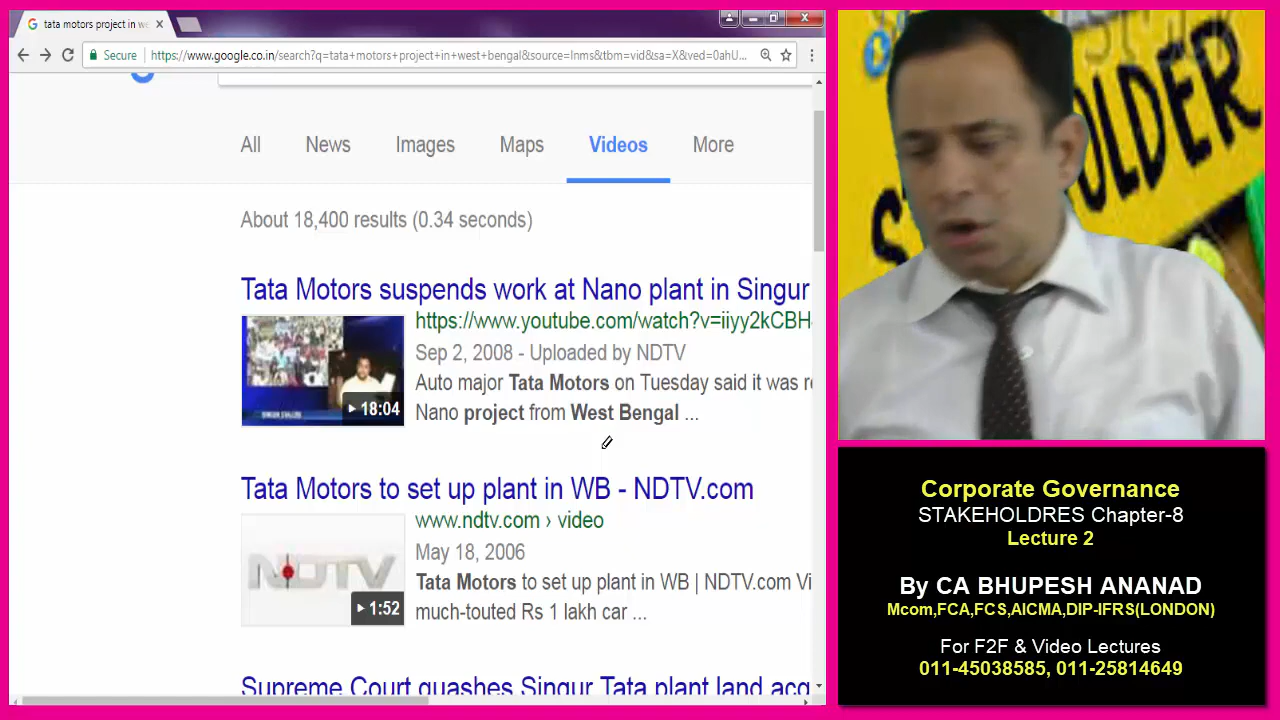 tata motors project in we
Secure
https://www.google.co.in/search?q=tata+motors+project+in+west+bengal&source=lnms&tbm=vid&sa=X&ved=0ahU...
All News Images Maps Videos More
About 18,400 results (0.34 seconds)
Tata Motors suspends work at Nano plant in Singur
https://www.youtube.com/watch?v=iiyy2kCBH
Sep 2, 2008 - Uploaded by NDTV
Auto major Tata Motors on Tuesday said it was re
Nano project from West Bengal ...
18:04
Tata Motors to set up plant in WB - NDTV.com
www.ndtv.com › video
May 18, 2006
Tata Motors to set up plant in WB | NDTV.com Vi
much-touted Rs 1 lakh car ...
NDTV
1:52
Supreme Court quashes Singur Tata plant land acq
OLDER
Corporate Governance
STAKEHOLDRES Chapter-8
Lecture 2
By CA BHUPESH ANANAD
Mcom,FCA,FCS,AICMA,DIP-IFRS(LONDON)
For F2F & Video Lectures
011-45038585, 011-25814649